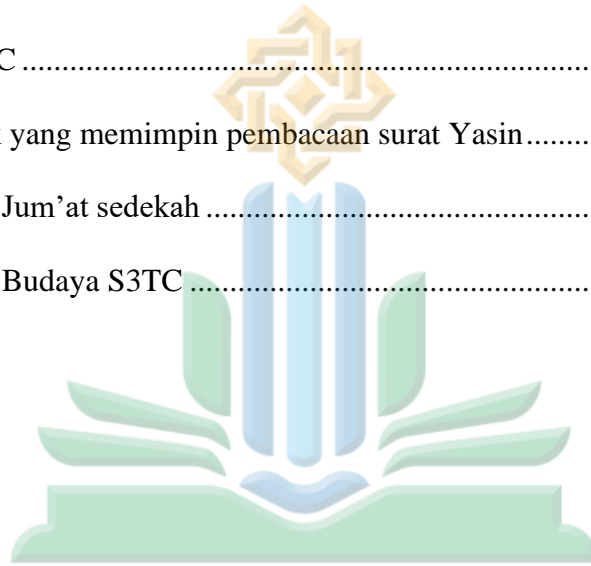 C ........................................................................
yang memimpin pembacaan surat Yasin ........
Jum’at sedekah ................................................
Budaya S3TC ..................................................